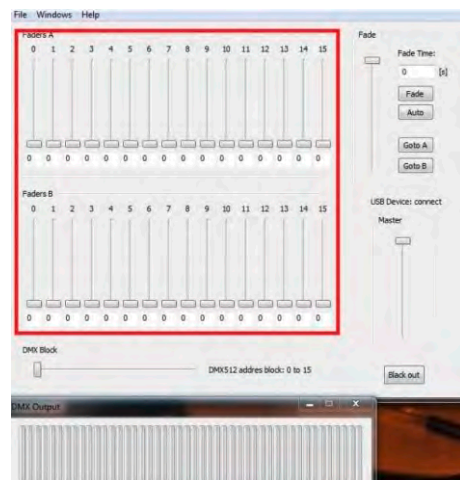 File Windows Help
Faders A
0 1 2 3 4 5 6 7 8 9 10 11 12 13 14 15
0 0 0 0 0 0 0 0 0 0 0 0 0 0 0 0
Faders B
0 1 2 3 4 5 6 7 8 9 10 11 12 13 14 15
0 0 0 0 0 0 0 0 0 0 0 0 0 0 0 0
Fade
Fade Time:
0 [s]
Fade
Auto
Goto A
Goto B
USB Device: connect
Master
Black out
DMX Block
DMX512 addres block: 0 to 15
DMX Output